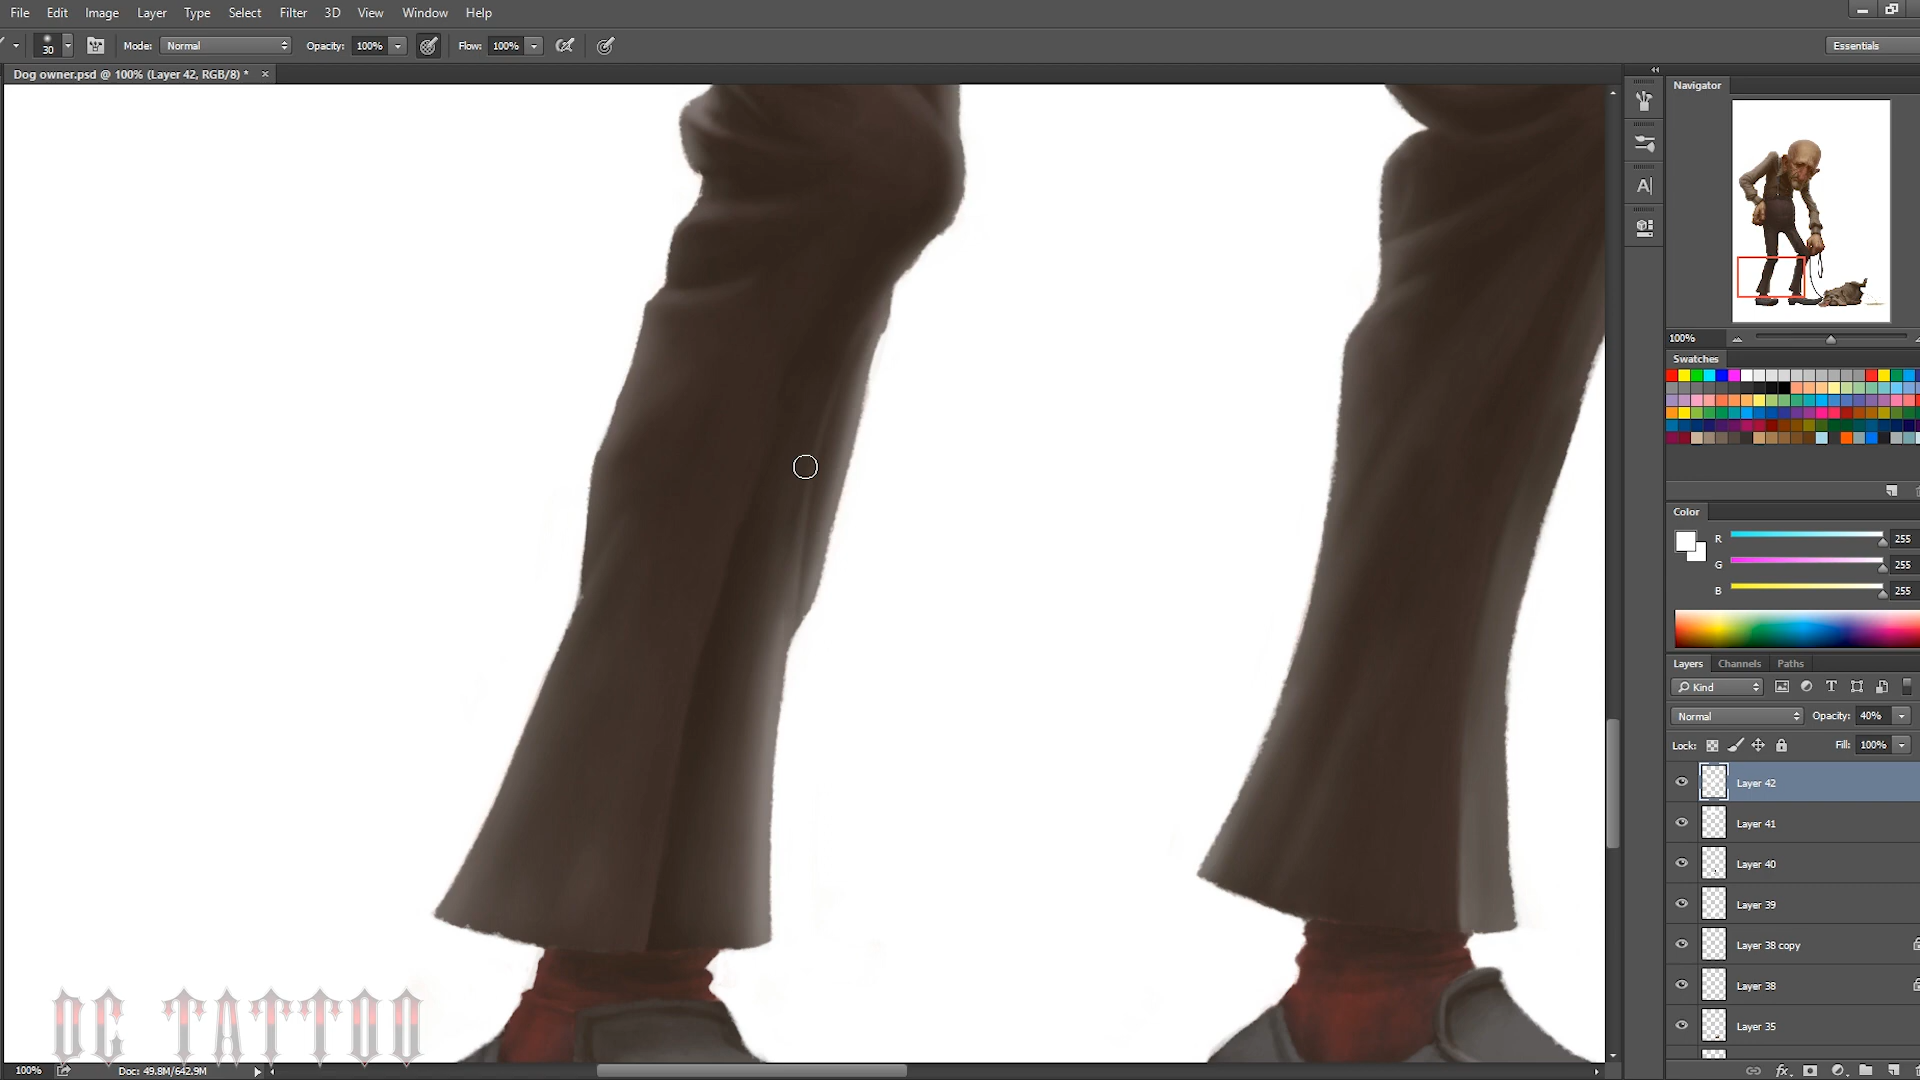 File Edit Image Layer Type Select Filter 3D View Window Help
30 Mode: Normal Opacity: 100% Flow: 100% Essentials
Dog owner.psd @ 100% (Layer 42, RGB/8) * ×
Navigator
100%
Swatches
Color
R 255
G 255
B 255
Layers Channels Paths
Kind
Normal Opacity: 40%
Lock: Fill: 100%
Layer 42
Layer 41
Layer 40
Layer 39
Layer 38 copy
Layer 38
Layer 35
OC TATTOO
100% Doc: 49.8M/642.9M